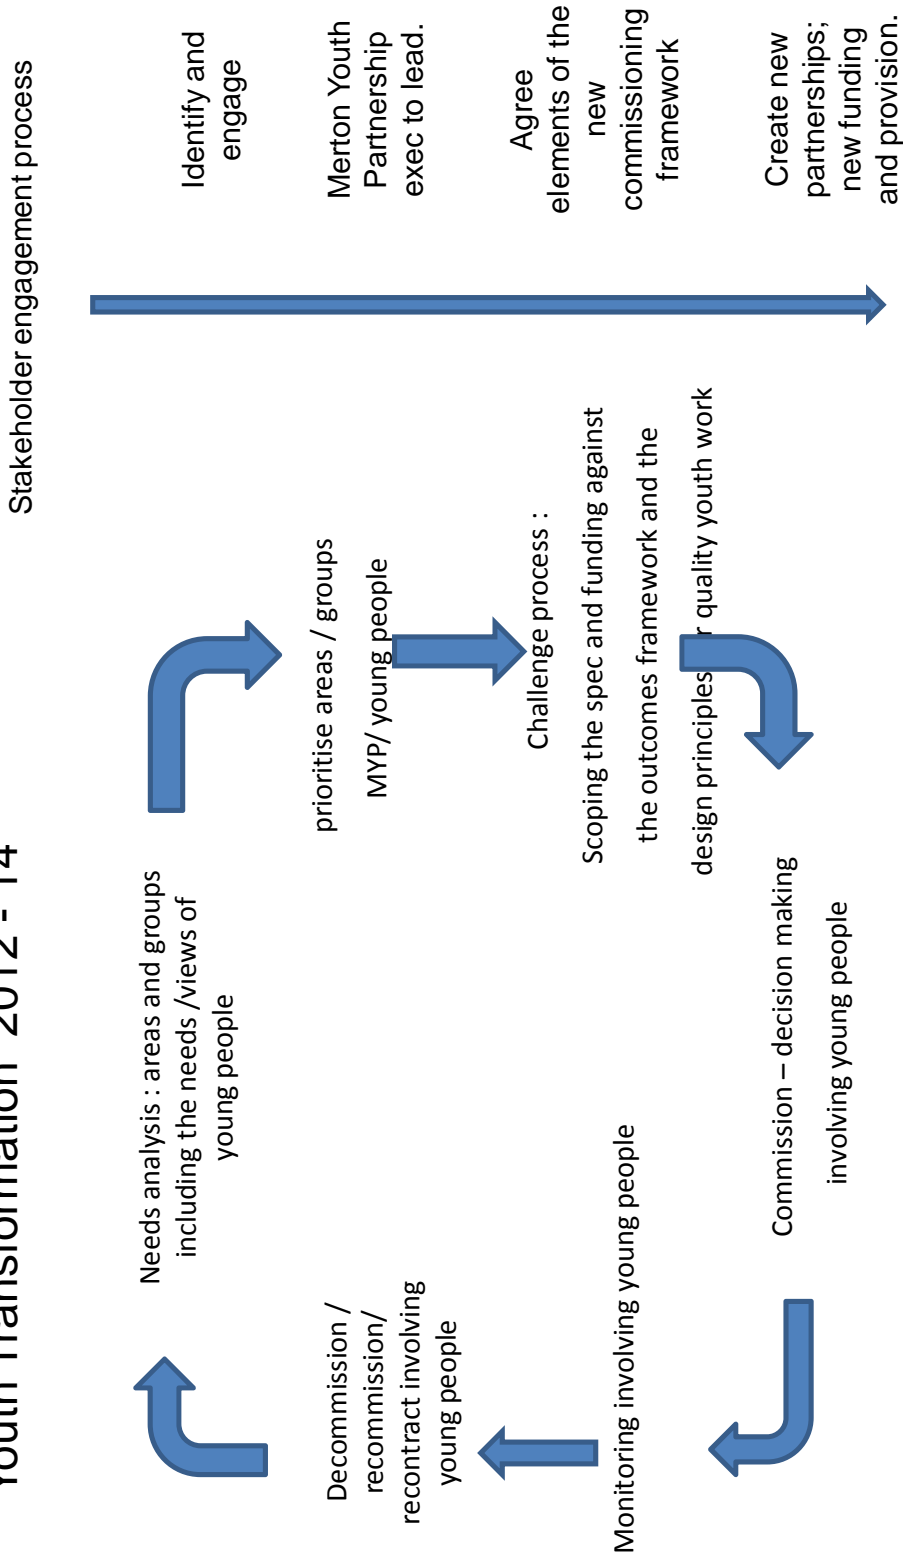 Youth Transformation 2012 - 14
Stakeholder engagement process
Needs analysis : areas and groups
including the needs /views of
young people
prioritise areas / groups
MYP/ young people
Challenge process :
Scoping the spec and funding against
the outcomes framework and the
design principles r quality youth work
Commission – decision making
involving young people
Monitoring involving young people
Decommission /
recommission/
recontract involving
young people
Identify and
engage
Merton Youth
Partnership
exec to lead.
Agree
elements of the
new
commissioning
framework
Create new
partnerships;
new funding
and provision.